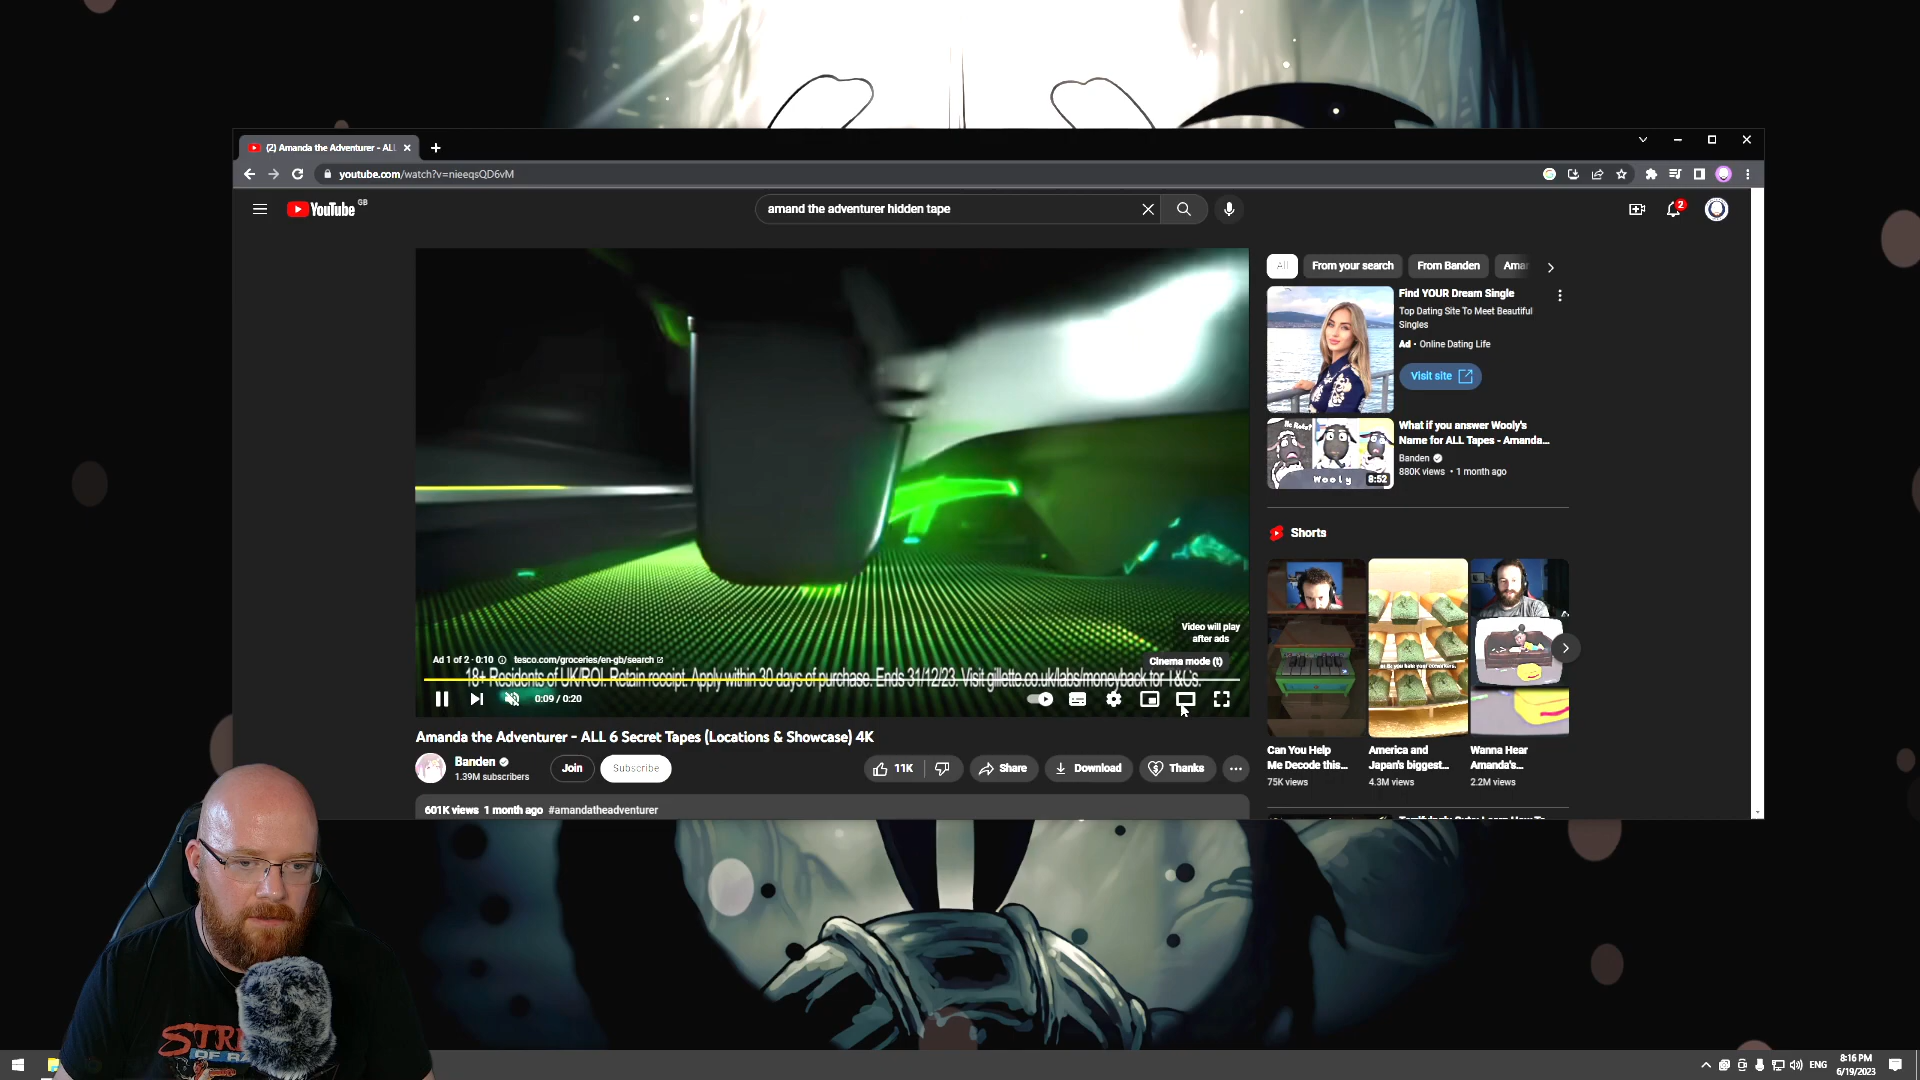 (2) Amanda the Adventurer - ALL
youtube.com/watch?v=nieeqsQD6vM
YouTube GB
amand the adventurer hidden tape
2
All
From your search
From Banden
Amar
Find YOUR Dream Single
Top Dating Site To Meet Beautiful
Singles
Ad · Online Dating Life
Visit site
No Kato?
Wooly
8:52
What if you answer Wooly's
Name for ALL Tapes - Amanda...
Banden
880K views • 1 month ago
Shorts
Video will play
after ads
Ad 1 of 2 · 0:10
tesco.com/groceries/en-gb/search
Cinema mode (t)
18+ Residents of UK/ROI. Retain receipt. Apply within 30 days of purchase. Ends 31/12/23. Visit gillette.co.uk/labs/moneyback for T&Cs.
0:09 / 0:20
Amanda the Adventurer - ALL 6 Secret Tapes (Locations & Showcase) 4K
Banden
1.39M subscribers
Join
Subscribe
11K
Share
Download
Thanks
601K views 1 month ago #amandatheadventurer
Can You Help
Me Decode this...
75K views
America and
Japan's biggest...
4.3M views
Wanna Hear
Amanda's...
2.2M views
ENG
8:16 PM
6/19/2023